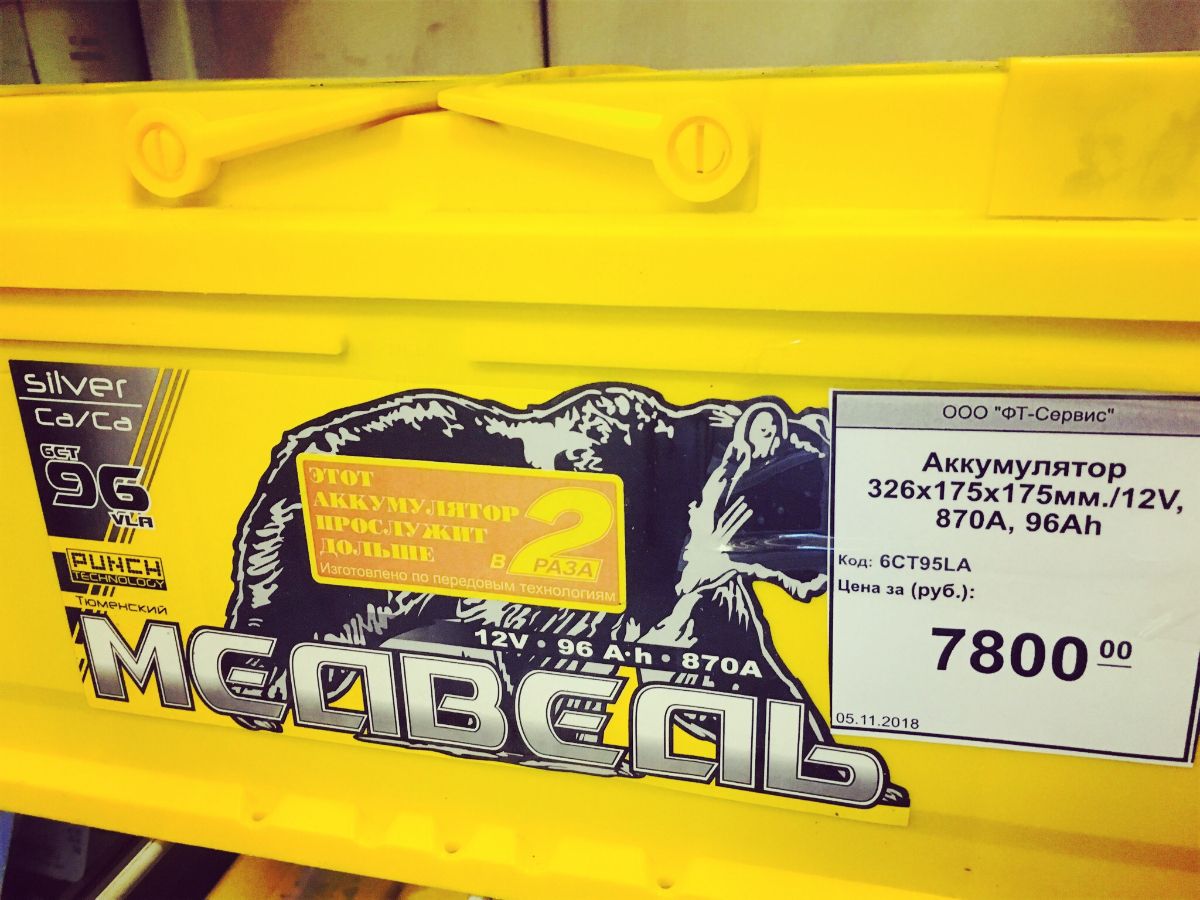 silver
Ca/Ca
6СТ
96
VLA
PUNCH
TECHNOLOGY
Тюменский
МЕДВЕДЬ
12V • 96 A·h • 870A
ЭТОТ
АККУМУЛЯТОР
ПРОСЛУЖИТ
ДОЛЬШЕ
В 2 РАЗА
Изготовлено по передовым технологиям
ООО "ФТ-Сервис"
Аккумулятор
326x175x175мм./12V,
870A, 96Ah
Код: 6CT95LA
Цена за (руб.):
7800 00
05.11.2018